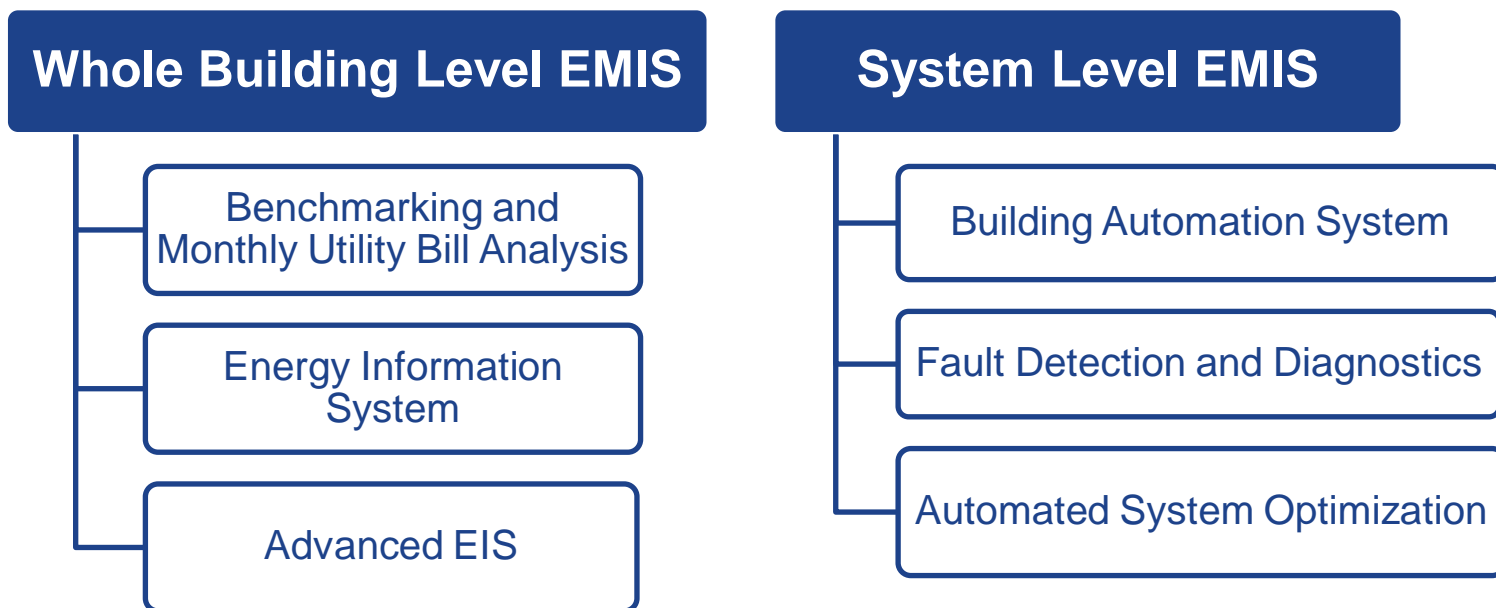 Whole Building Level EMIS
Benchmarking and
Monthly Utility Bill Analysis
Energy Information
System
Advanced EIS
System Level EMIS
Building Automation System
Fault Detection and Diagnostics
Automated System Optimization